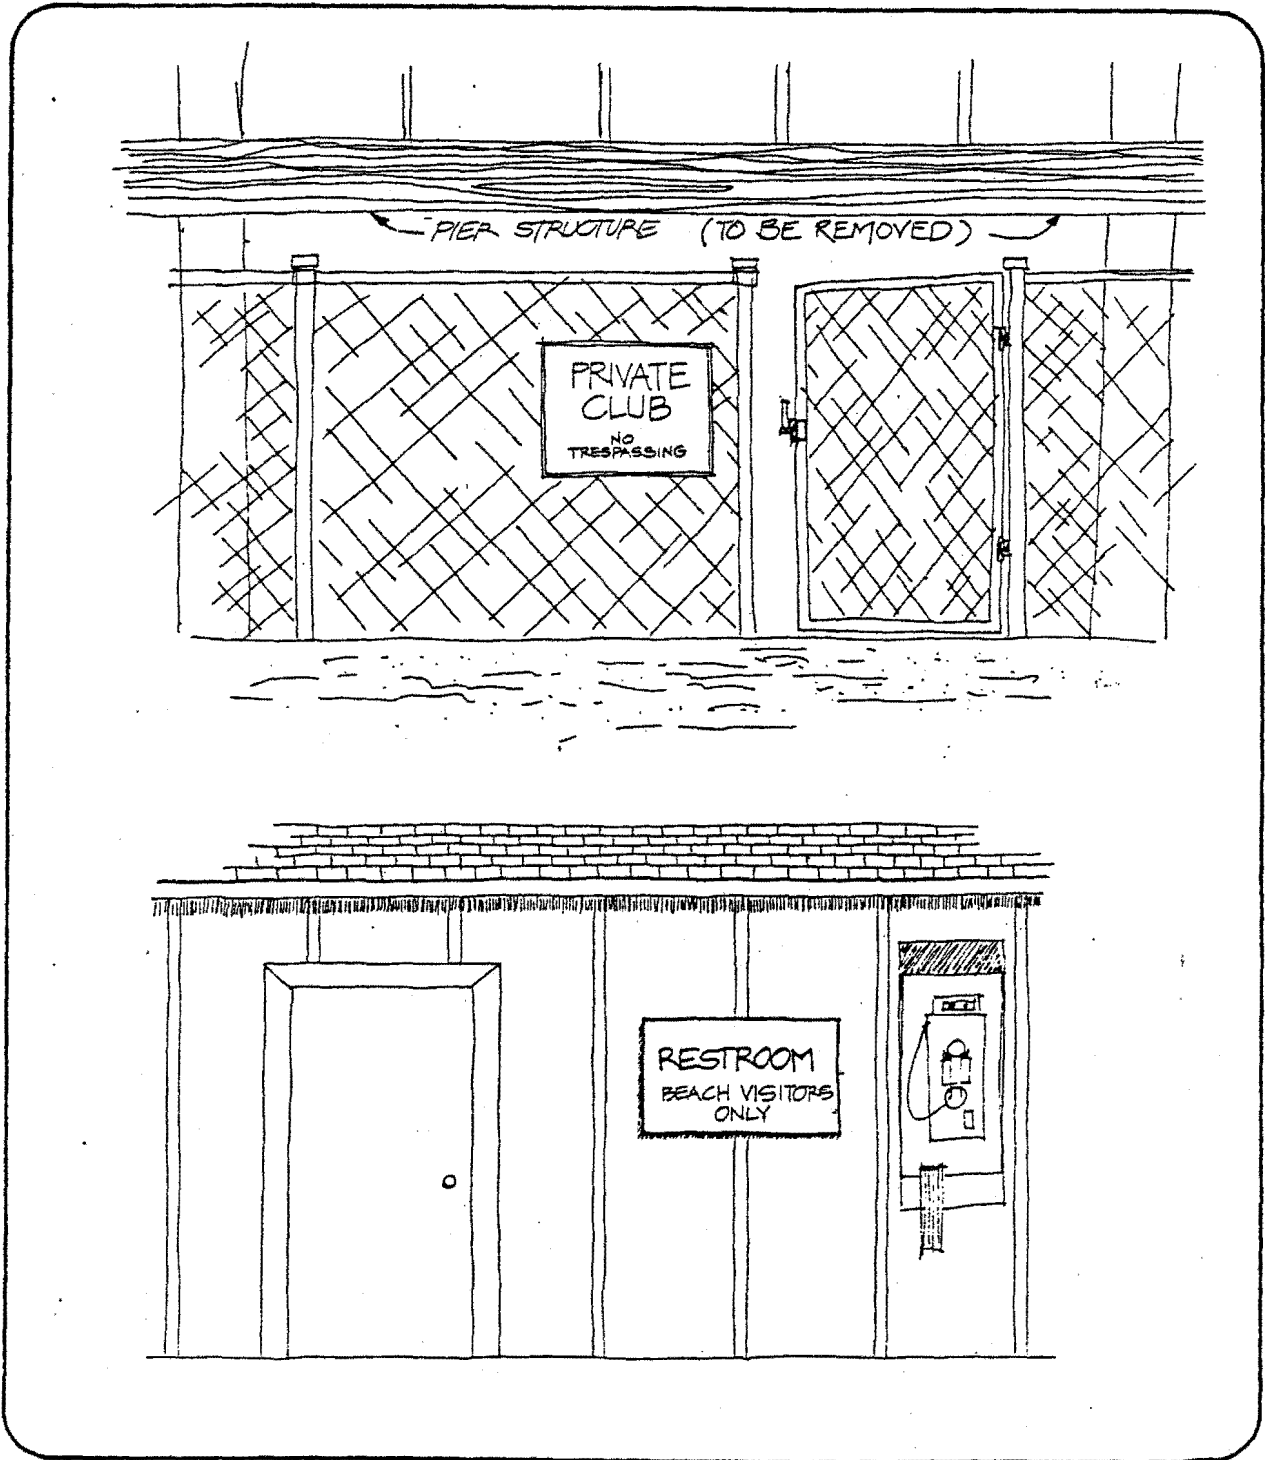 PIER STRUCTURE (TO BE REMOVED)
PRIVATE
CLUB
NO
TRESPASSING
RESTROOM
BEACH VISITORS
ONLY